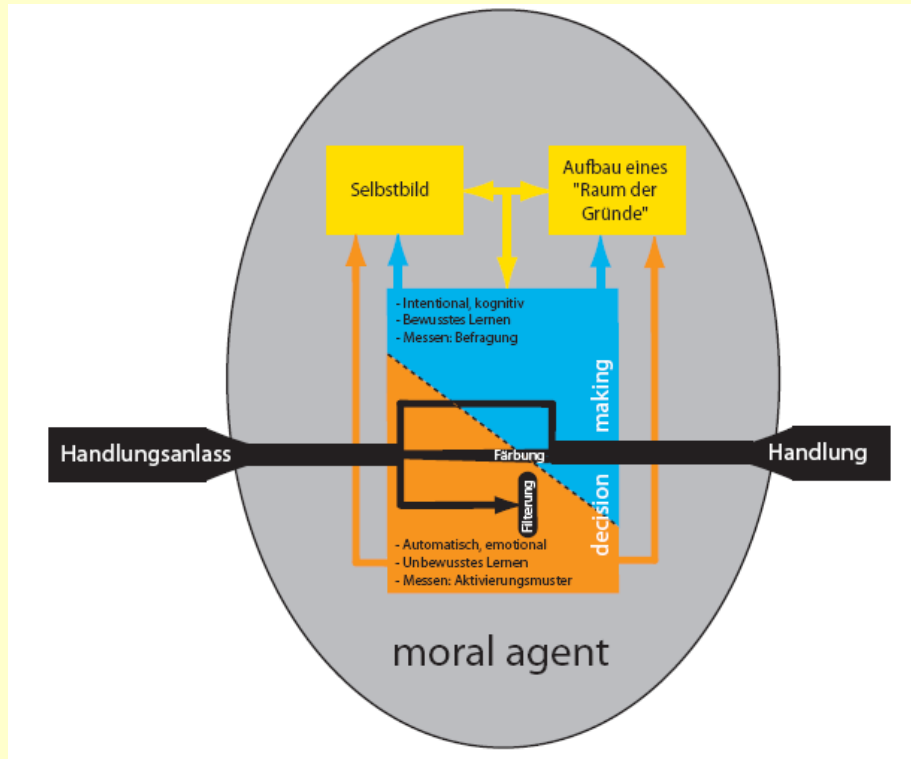 Selbstbild
Aufbau eines
"Raum der
Gründe"
- Intentional, kognitiv
- Bewusstes Lernen
- Messen: Befragung
decision making
Handlungsanlass
Färbung
Handlung
Filterung
- Automatisch, emotional
- Unbewusstes Lernen
- Messen: Aktivierungsmuster
moral agent